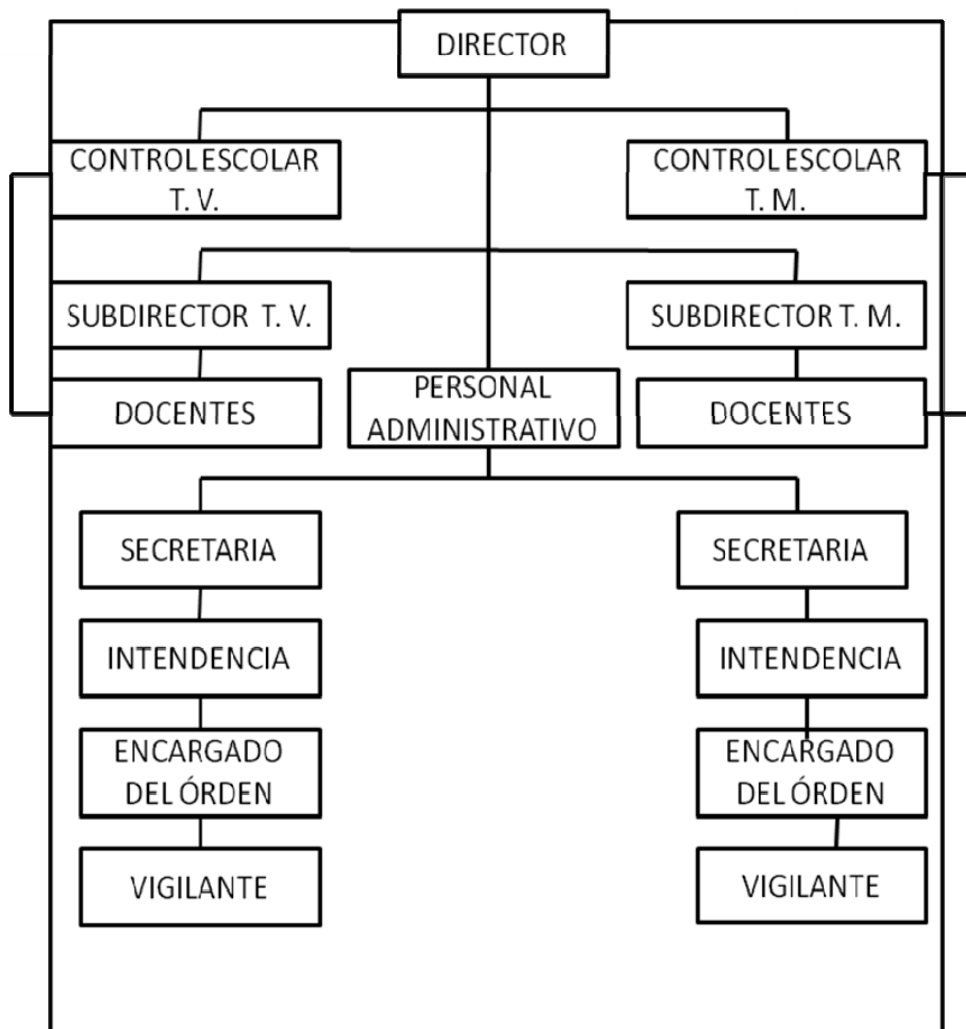 DIRECTOR
CONTROL ESCOLAR
T. V.
CONTROL ESCOLAR
T. M.
SUBDIRECTOR T. V.
SUBDIRECTOR T. M.
DOCENTES
PERSONAL
ADMINISTRATIVO
DOCENTES
SECRETARIA
SECRETARIA
INTENDENCIA
INTENDENCIA
ENCARGADO
DEL ÓRDEN
ENCARGADO
DEL ÓRDEN
VIGILANTE
VIGILANTE